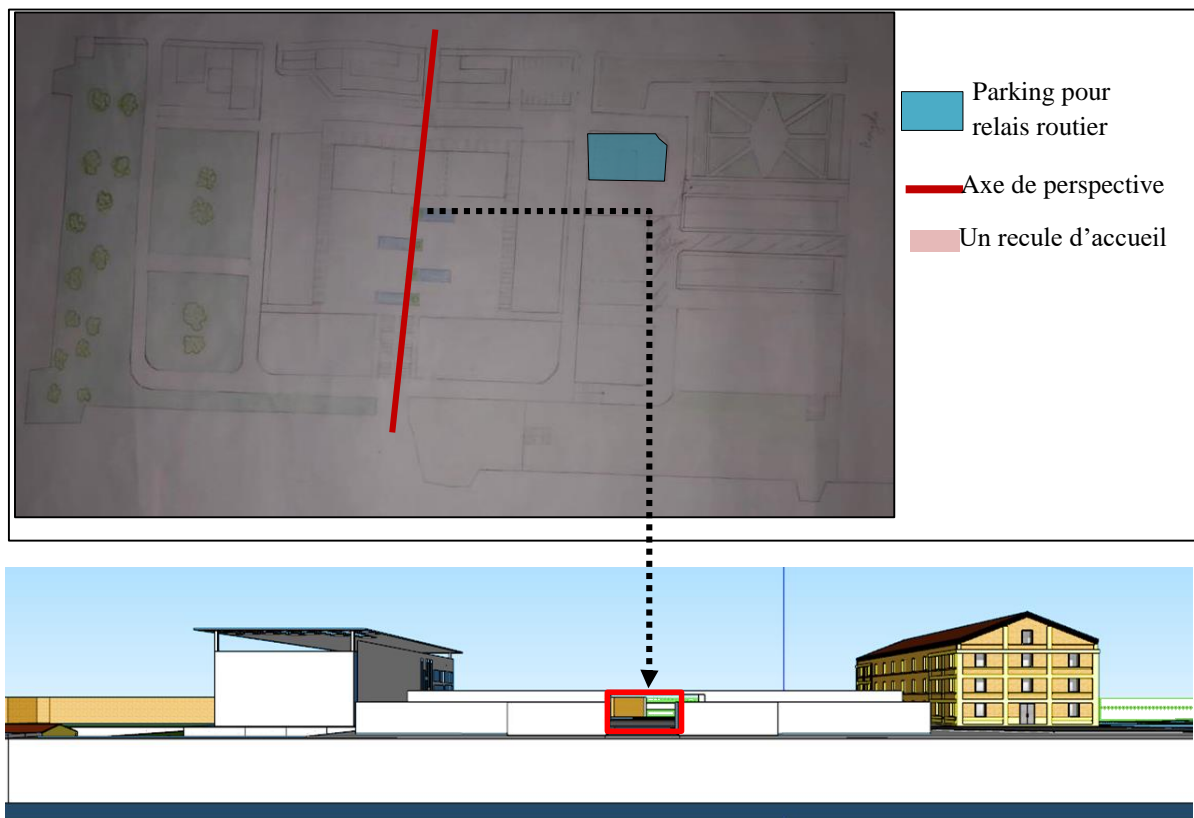 Parking pour
relais routier
Axe de perspective
Un recule d'accueil